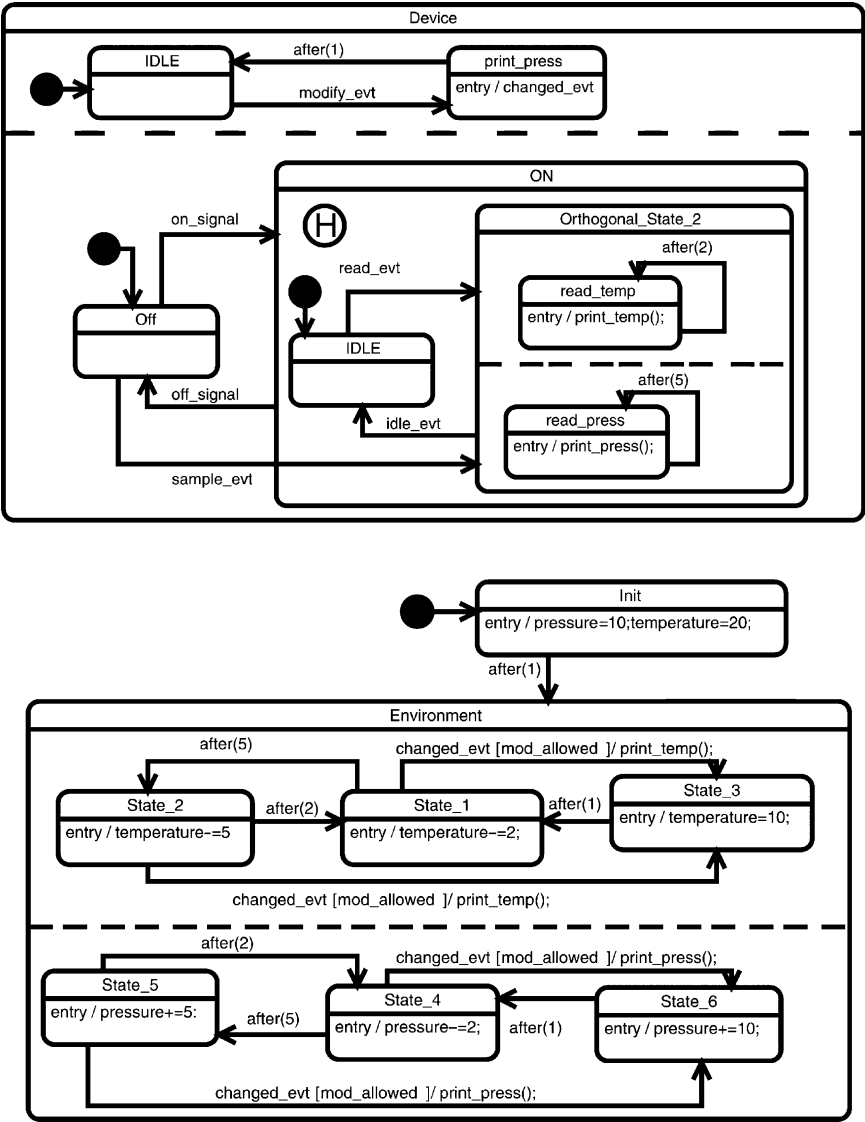 Device
IDLE
after(1)
print_press
entry / changed_evt
modify_evt
ON
on_signal
H
Orthogonal_State_2
after(2)
read_evt
read_temp
Off
entry / print_temp();
IDLE
after(5)
off_signal
idle_evt
read_press
entry / print_press();
sample_evt
Init
entry / pressure=10;temperature=20;
after(1)
Environment
after(5)
changed_evt [mod_allowed ]/ print_temp();
State_2
after(2)
State_1
after(1)
State_3
entry / temperature-=5
entry / temperature-=2;
entry / temperature=10;
changed_evt [mod_allowed ]/ print_temp();
after(2)
changed_evt [mod_allowed ]/ print_press();
State_5
State_4
State_6
entry / pressure+=5:
after(5)
entry / pressure-=2;
after(1)
entry / pressure+=10;
changed_evt [mod_allowed ]/ print_press();